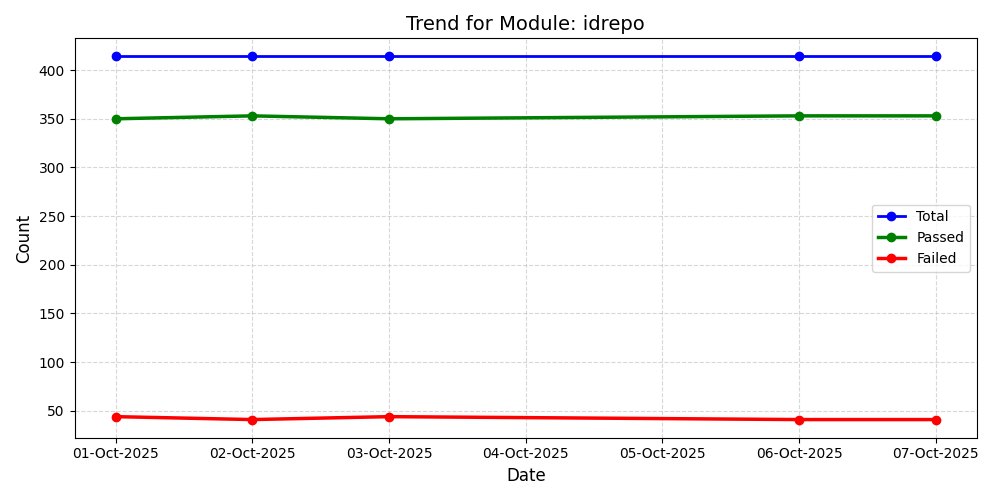 Trend for Module: idrepo
Count
400
350
300
250
200
150
100
50
Total
Passed
Failed
01-Oct-2025 02-Oct-2025 03-Oct-2025 04-Oct-2025 05-Oct-2025 06-Oct-2025 07-Oct-2025
Date